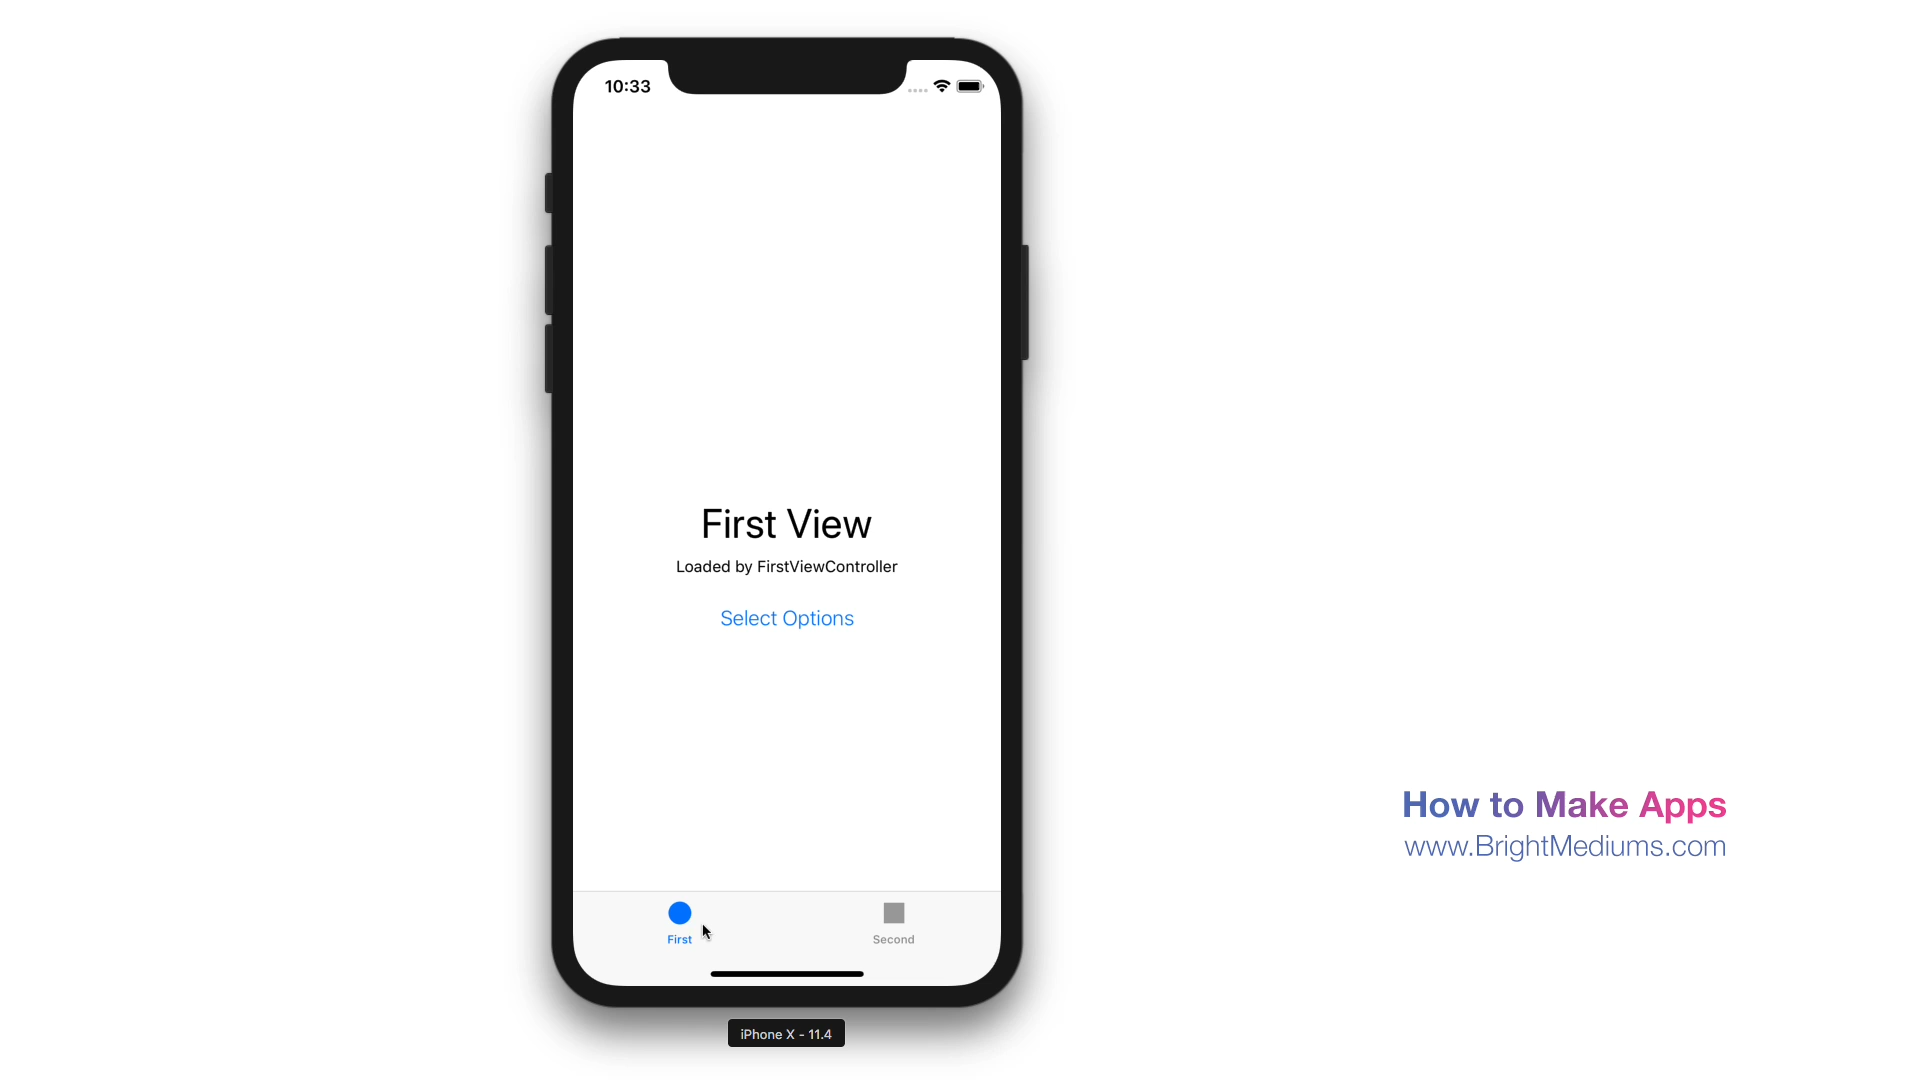 10:33
First View
Loaded by FirstViewController
Select Options
First
Second
iPhone X - 11.4
How to Make Apps
www.BrightMediums.com